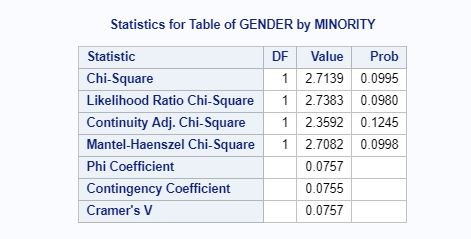 Statistics for Table of GENDER by MINORITY
Statistic DF Value Prob
Chi-Square 1 2.7139 0.0995
Likelihood Ratio Chi-Square 1 2.7383 0.0980
Continuity Adj. Chi-Square 1 2.3592 0.1245
Mantel-Haenszel Chi-Square 1 2.7082 0.0998
Phi Coefficient 0.0757
Contingency Coefficient 0.0755
Cramer's V 0.0757